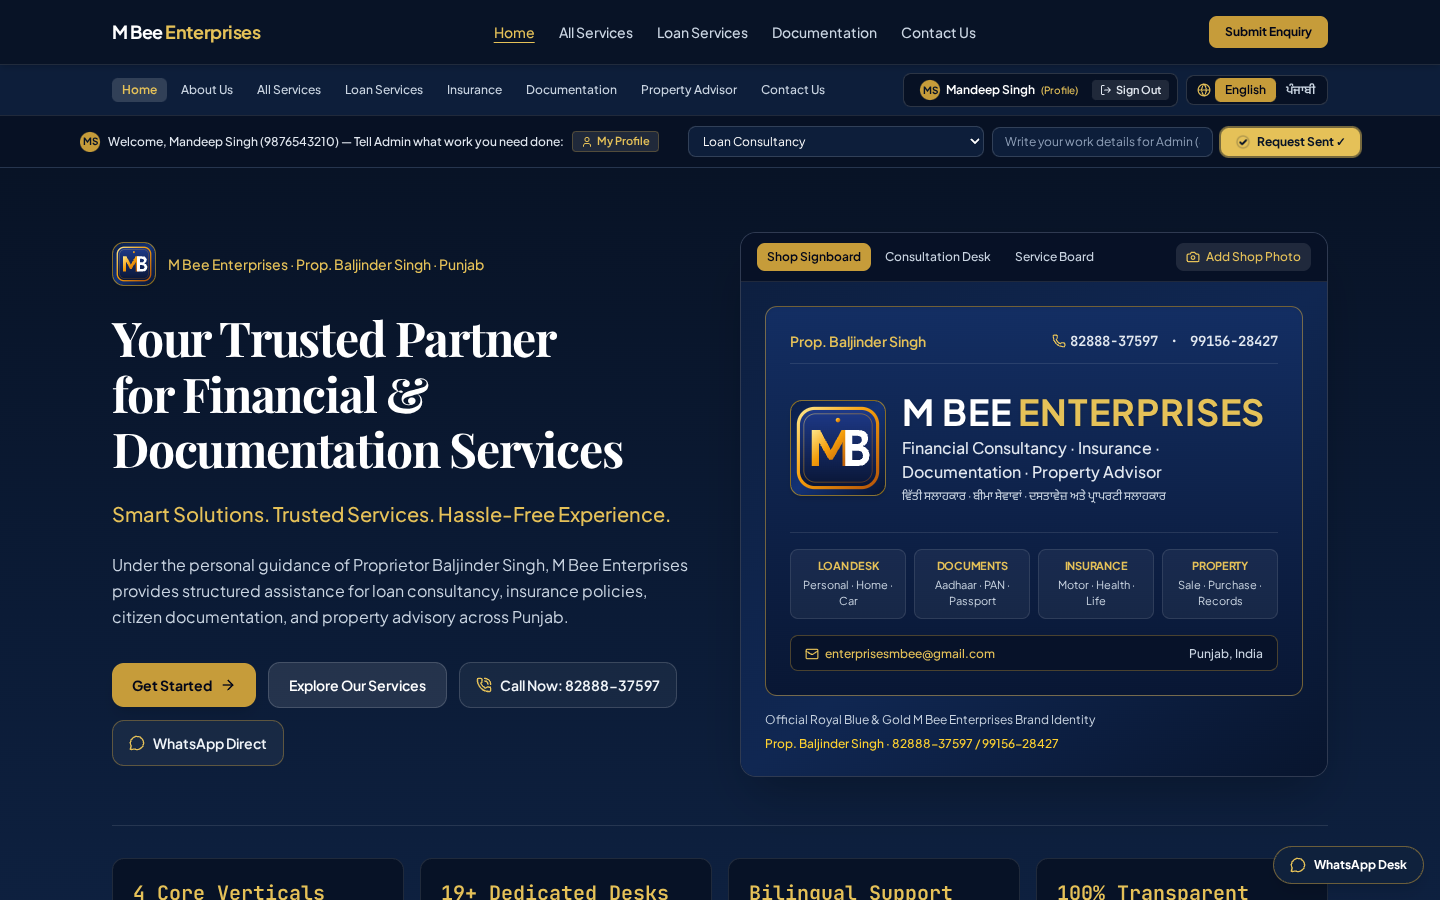 M Bee Enterprises
Home All Services Loan Services Documentation Contact Us
Submit Enquiry
Home About Us All Services Loan Services Insurance Documentation Property Advisor Contact Us
MS Mandeep Singh (Profile) Sign Out
English ਪੰਜਾਬੀ
MS Welcome, Mandeep Singh (9876543210) — Tell Admin what work you need done: My Profile
Loan Consultancy
Write your work details for Admin (
Request Sent ✓
MB
M Bee Enterprises · Prop. Baljinder Singh · Punjab
Your Trusted Partner
for Financial &
Documentation Services
Smart Solutions. Trusted Services. Hassle-Free Experience.
Under the personal guidance of Proprietor Baljinder Singh, M Bee Enterprises
provides structured assistance for loan consultancy, insurance policies,
citizen documentation, and property advisory across Punjab.
Get Started →
Explore Our Services
Call Now: 82888-37597
WhatsApp Direct
Shop Signboard Consultation Desk Service Board
Add Shop Photo
Prop. Baljinder Singh
82888-37597 · 99156-28427
MB
M BEE ENTERPRISES
Financial Consultancy · Insurance ·
Documentation · Property Advisor
ਵਿੱਤੀ ਸਲਾਹਕਾਰ · ਬੀਮਾ ਸੇਵਾਵਾਂ · ਦਸਤਾਵੇਜ਼ ਅਤੇ ਪ੍ਰਾਪਰਟੀ ਸਲਾਹਕਾਰ
LOAN DESK
Personal · Home ·
Car
DOCUMENTS
Aadhaar · PAN ·
Passport
INSURANCE
Motor · Health ·
Life
PROPERTY
Sale · Purchase ·
Records
enterprisesmbee@gmail.com
Punjab, India
Official Royal Blue & Gold M Bee Enterprises Brand Identity
Prop. Baljinder Singh · 82888-37597 / 99156-28427
4 Core Verticals
19+ Dedicated Desks
Bilingual Support
100% Transparent
WhatsApp Desk